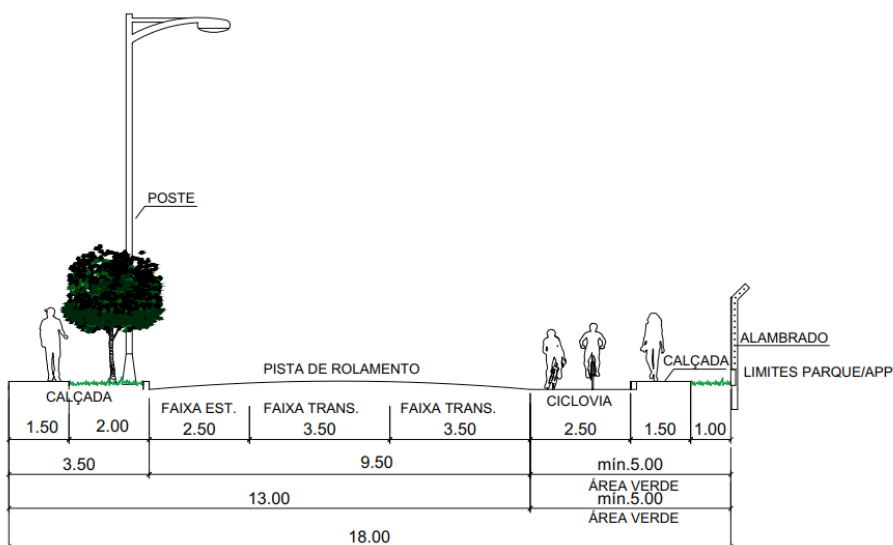 POSTE
ALAMBRADO
CALÇADA
LIMITES PARQUE/APP
PISTA DE ROLAMENTO
CALÇADA
CICLOVIA
FAIXA EST.
FAIXA TRANS.
FAIXA TRANS.
1.50
2.00
2.50
3.50
3.50
2.50
1.50
1.00
3.50
9.50
mín.5.00
ÁREA VERDE
13.00
mín.5.00
ÁREA VERDE
18.00